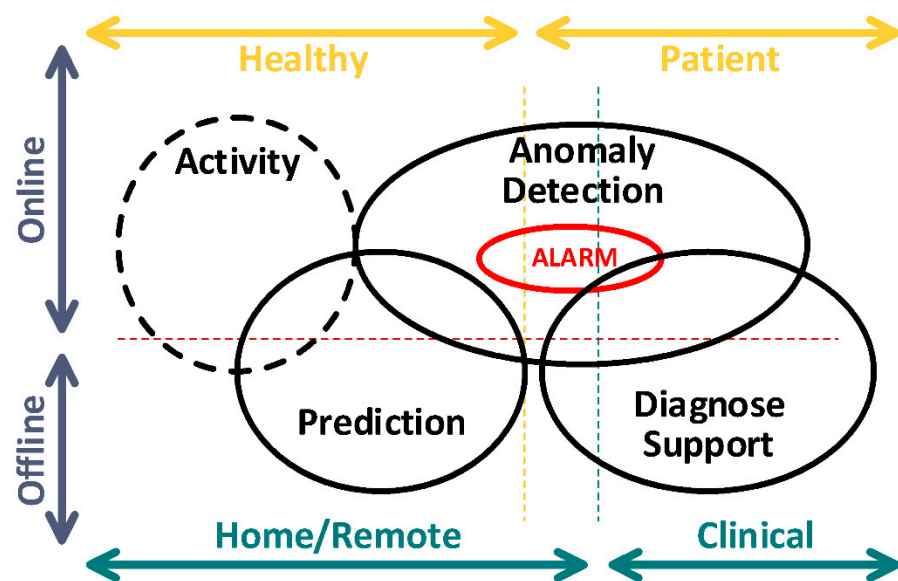 Healthy
Patient
Online
Activity
Anomaly
Detection
ALARM
Offline
Prediction
Diagnose
Support
Home/Remote
Clinical